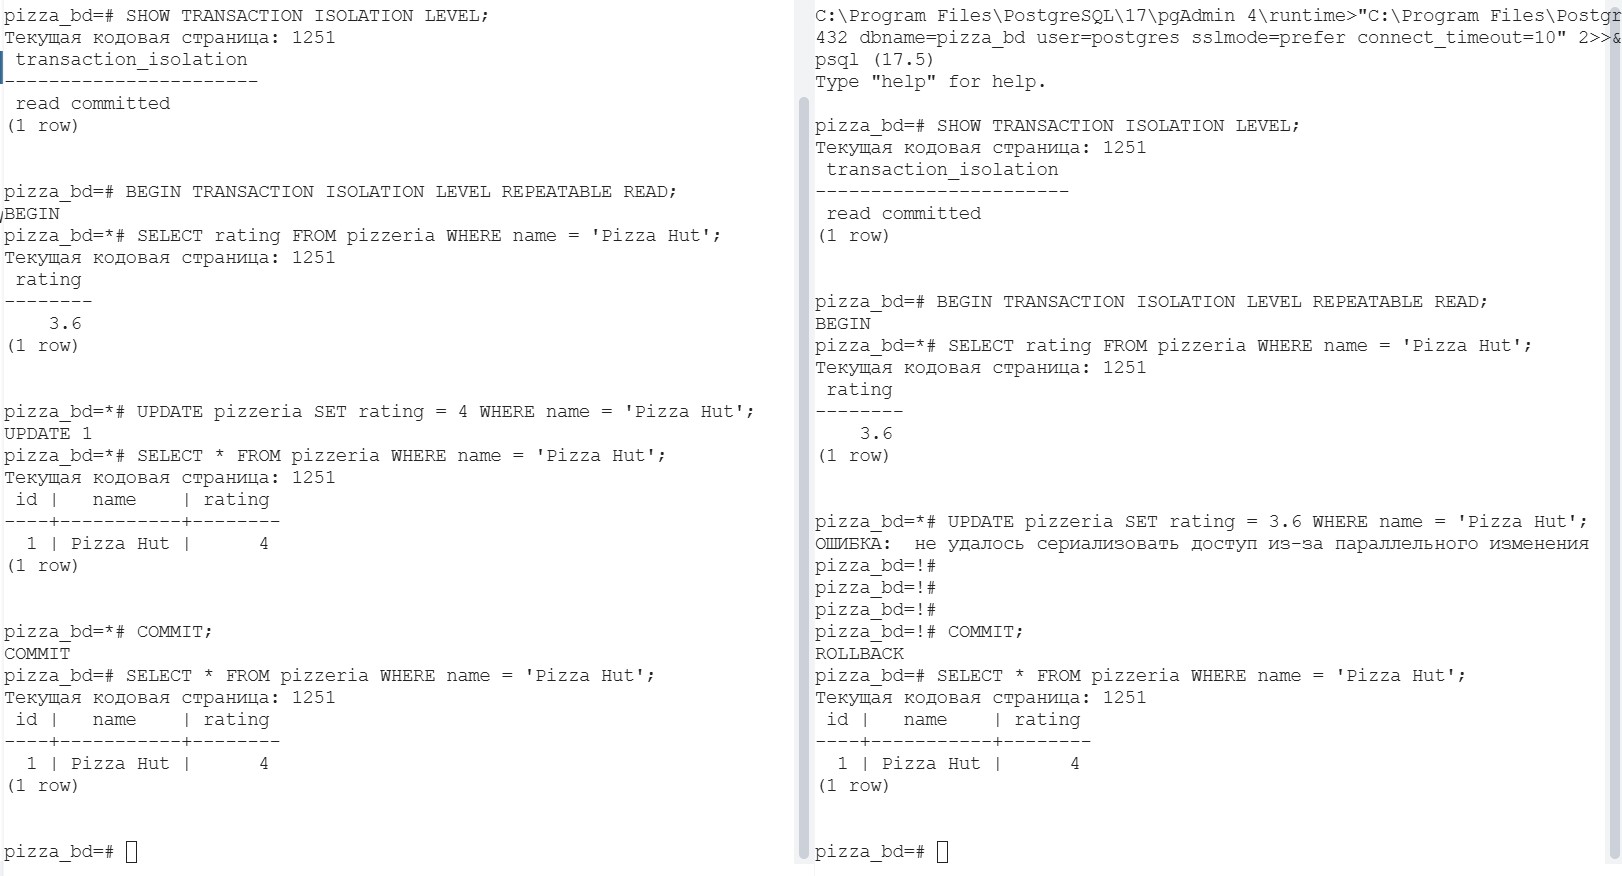 pizza_bd=# SHOW TRANSACTION ISOLATION LEVEL;
Текущая кодовая страница: 1251
 transaction_isolation
-----------------------
 read committed
(1 row)
pizza_bd=# BEGIN TRANSACTION ISOLATION LEVEL REPEATABLE READ;
BEGIN
pizza_bd=*# SELECT rating FROM pizzeria WHERE name = 'Pizza Hut';
Текущая кодовая страница: 1251
 rating
--------
    3.6
(1 row)
pizza_bd=*# UPDATE pizzeria SET rating = 4 WHERE name = 'Pizza Hut';
UPDATE 1
pizza_bd=*# SELECT * FROM pizzeria WHERE name = 'Pizza Hut';
Текущая кодовая страница: 1251
 id |   name    | rating
----+-----------+--------
  1 | Pizza Hut |      4
(1 row)
pizza_bd=*# COMMIT;
COMMIT
pizza_bd=# SELECT * FROM pizzeria WHERE name = 'Pizza Hut';
Текущая кодовая страница: 1251
 id |   name    | rating
----+-----------+--------
  1 | Pizza Hut |      4
(1 row)
pizza_bd=#
C:\Program Files\PostgreSQL\17\pgAdmin 4\runtime>"C:\Program Files\Postgr
432 dbname=pizza_bd user=postgres sslmode=prefer connect_timeout=10" 2>>&
psql (17.5)
Type "help" for help.
pizza_bd=# SHOW TRANSACTION ISOLATION LEVEL;
Текущая кодовая страница: 1251
 transaction_isolation
-----------------------
 read committed
(1 row)
pizza_bd=# BEGIN TRANSACTION ISOLATION LEVEL REPEATABLE READ;
BEGIN
pizza_bd=*# SELECT rating FROM pizzeria WHERE name = 'Pizza Hut';
Текущая кодовая страница: 1251
 rating
--------
    3.6
(1 row)
pizza_bd=*# UPDATE pizzeria SET rating = 3.6 WHERE name = 'Pizza Hut';
ОШИБКА:  не удалось сериализовать доступ из-за параллельного изменения
pizza_bd=!#
pizza_bd=!#
pizza_bd=!#
pizza_bd=!# COMMIT;
ROLLBACK
pizza_bd=# SELECT * FROM pizzeria WHERE name = 'Pizza Hut';
Текущая кодовая страница: 1251
 id |   name    | rating
----+-----------+--------
  1 | Pizza Hut |      4
(1 row)
pizza_bd=#